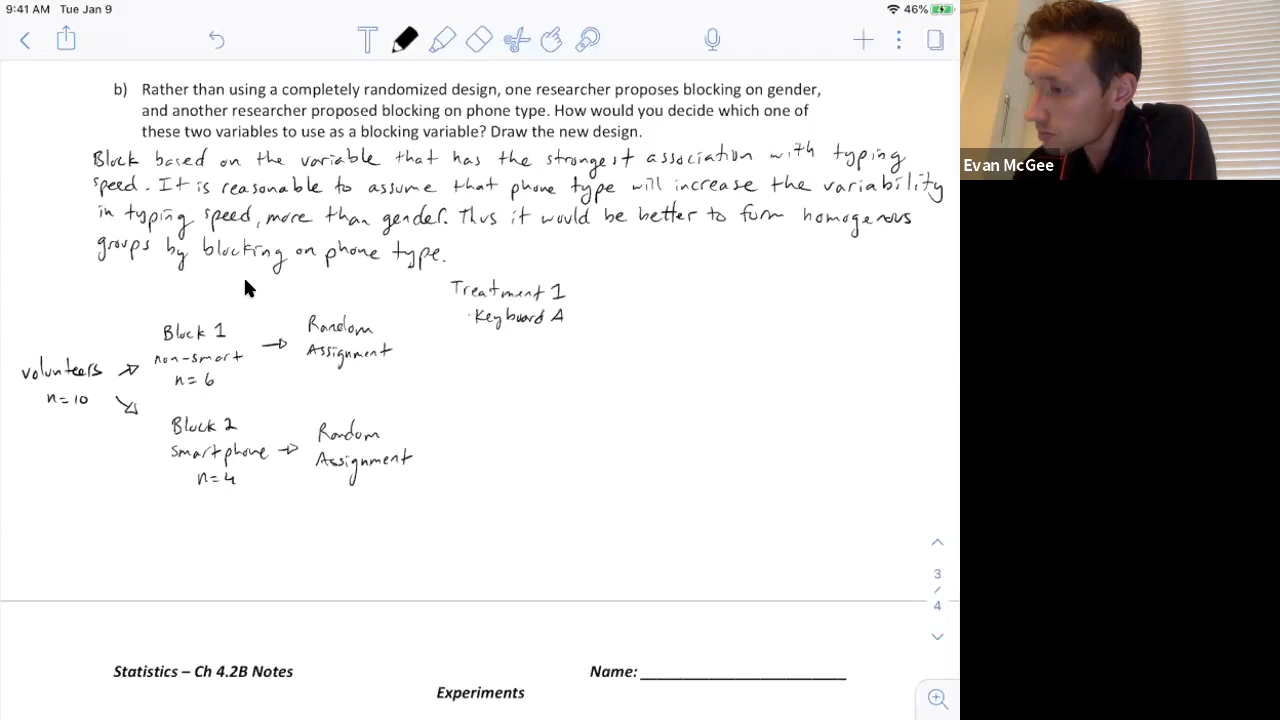 9:41 AM Tue Jan 9
46%
b) Rather than using a completely randomized design, one researcher proposes blocking on gender,
and another researcher proposed blocking on phone type. How would you decide which one of
these two variables to use as a blocking variable? Draw the new design.
Block based on the variable that has the strongest association with typing
speed. It is reasonable to assume that phone type will increase the variability
in typing speed, more than gender. Thus it would be better to form homogenous
groups by blocking on phone type.
Evan McGee
Treatment 1
Keyboard A
Block 1
non-smart
n=6
Random
Assignment
volunteers
n=10
Block 2
smartphone
n=4
Random
Assignment
3
/
4
Statistics – Ch 4.2B Notes
Name: ________________________
Experiments